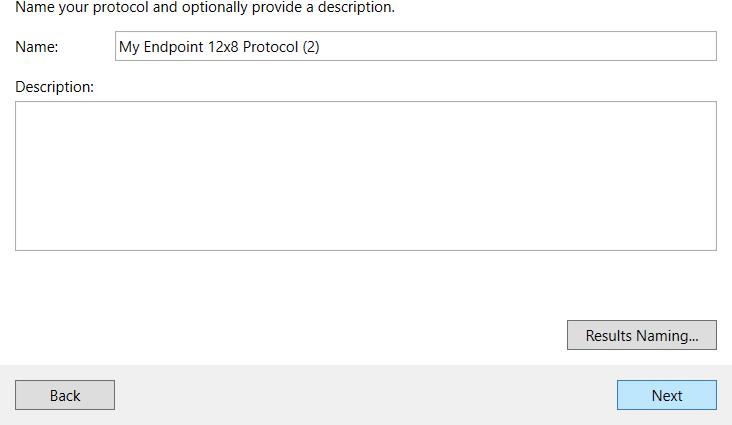 Name your protocol and optionally provide a description.
Name: My Endpoint 12x8 Protocol (2)
Description:
Results Naming...
Back Next